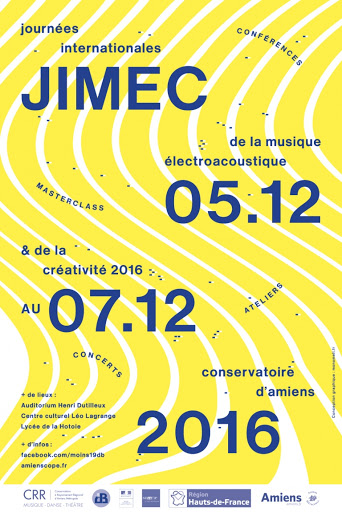 journées
internationales
CONFÉRENCES
JIMEC
de la musique
électroacoustique
MASTERCLASS
05.12
& de la
créativité 2016
ATELIERS
AU 07.12
CONCERTS
conservatoire
d'amiens
+ de lieux :
Auditorium Henri Dutilleux
Centre culturel Léo Lagrange
Lycée de la Hotoie
2016
+ d'infos :
facebook.com/moins19db
amienscope.fr
CRR
MUSIQUE · DANSE · THÉÂTRE
dB
Région
Hauts-de-France
Amiens